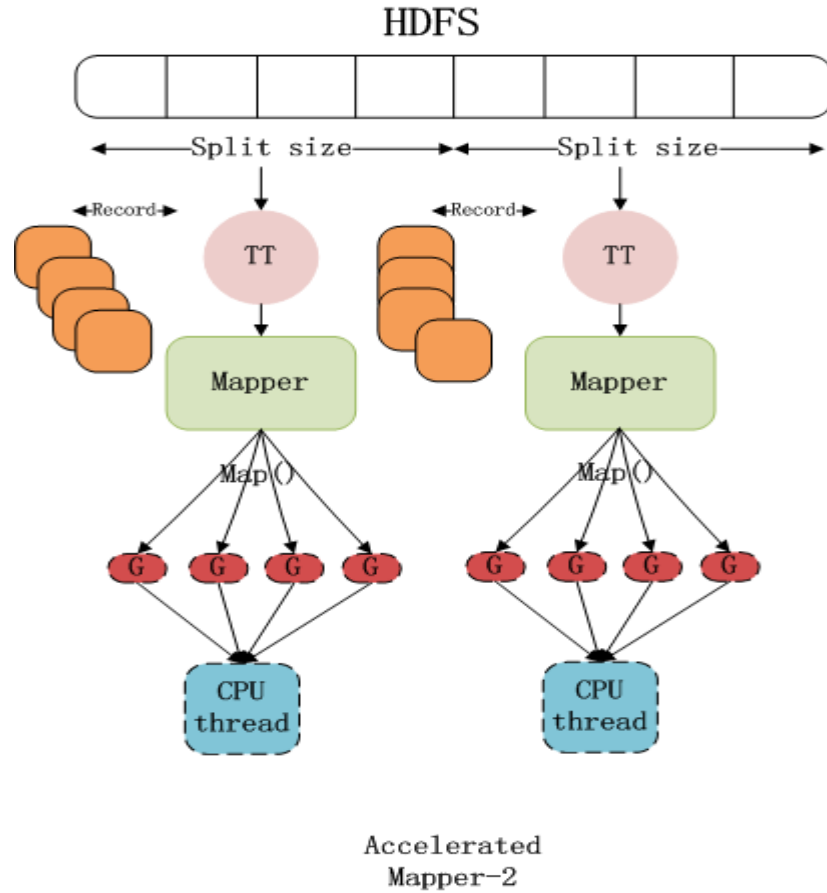 HDFS
Split size Split size
Record Record
TT TT
Mapper Mapper
Map() Map()
G G G G G G G G
CPU CPU
thread thread
Accelerated
Mapper-2